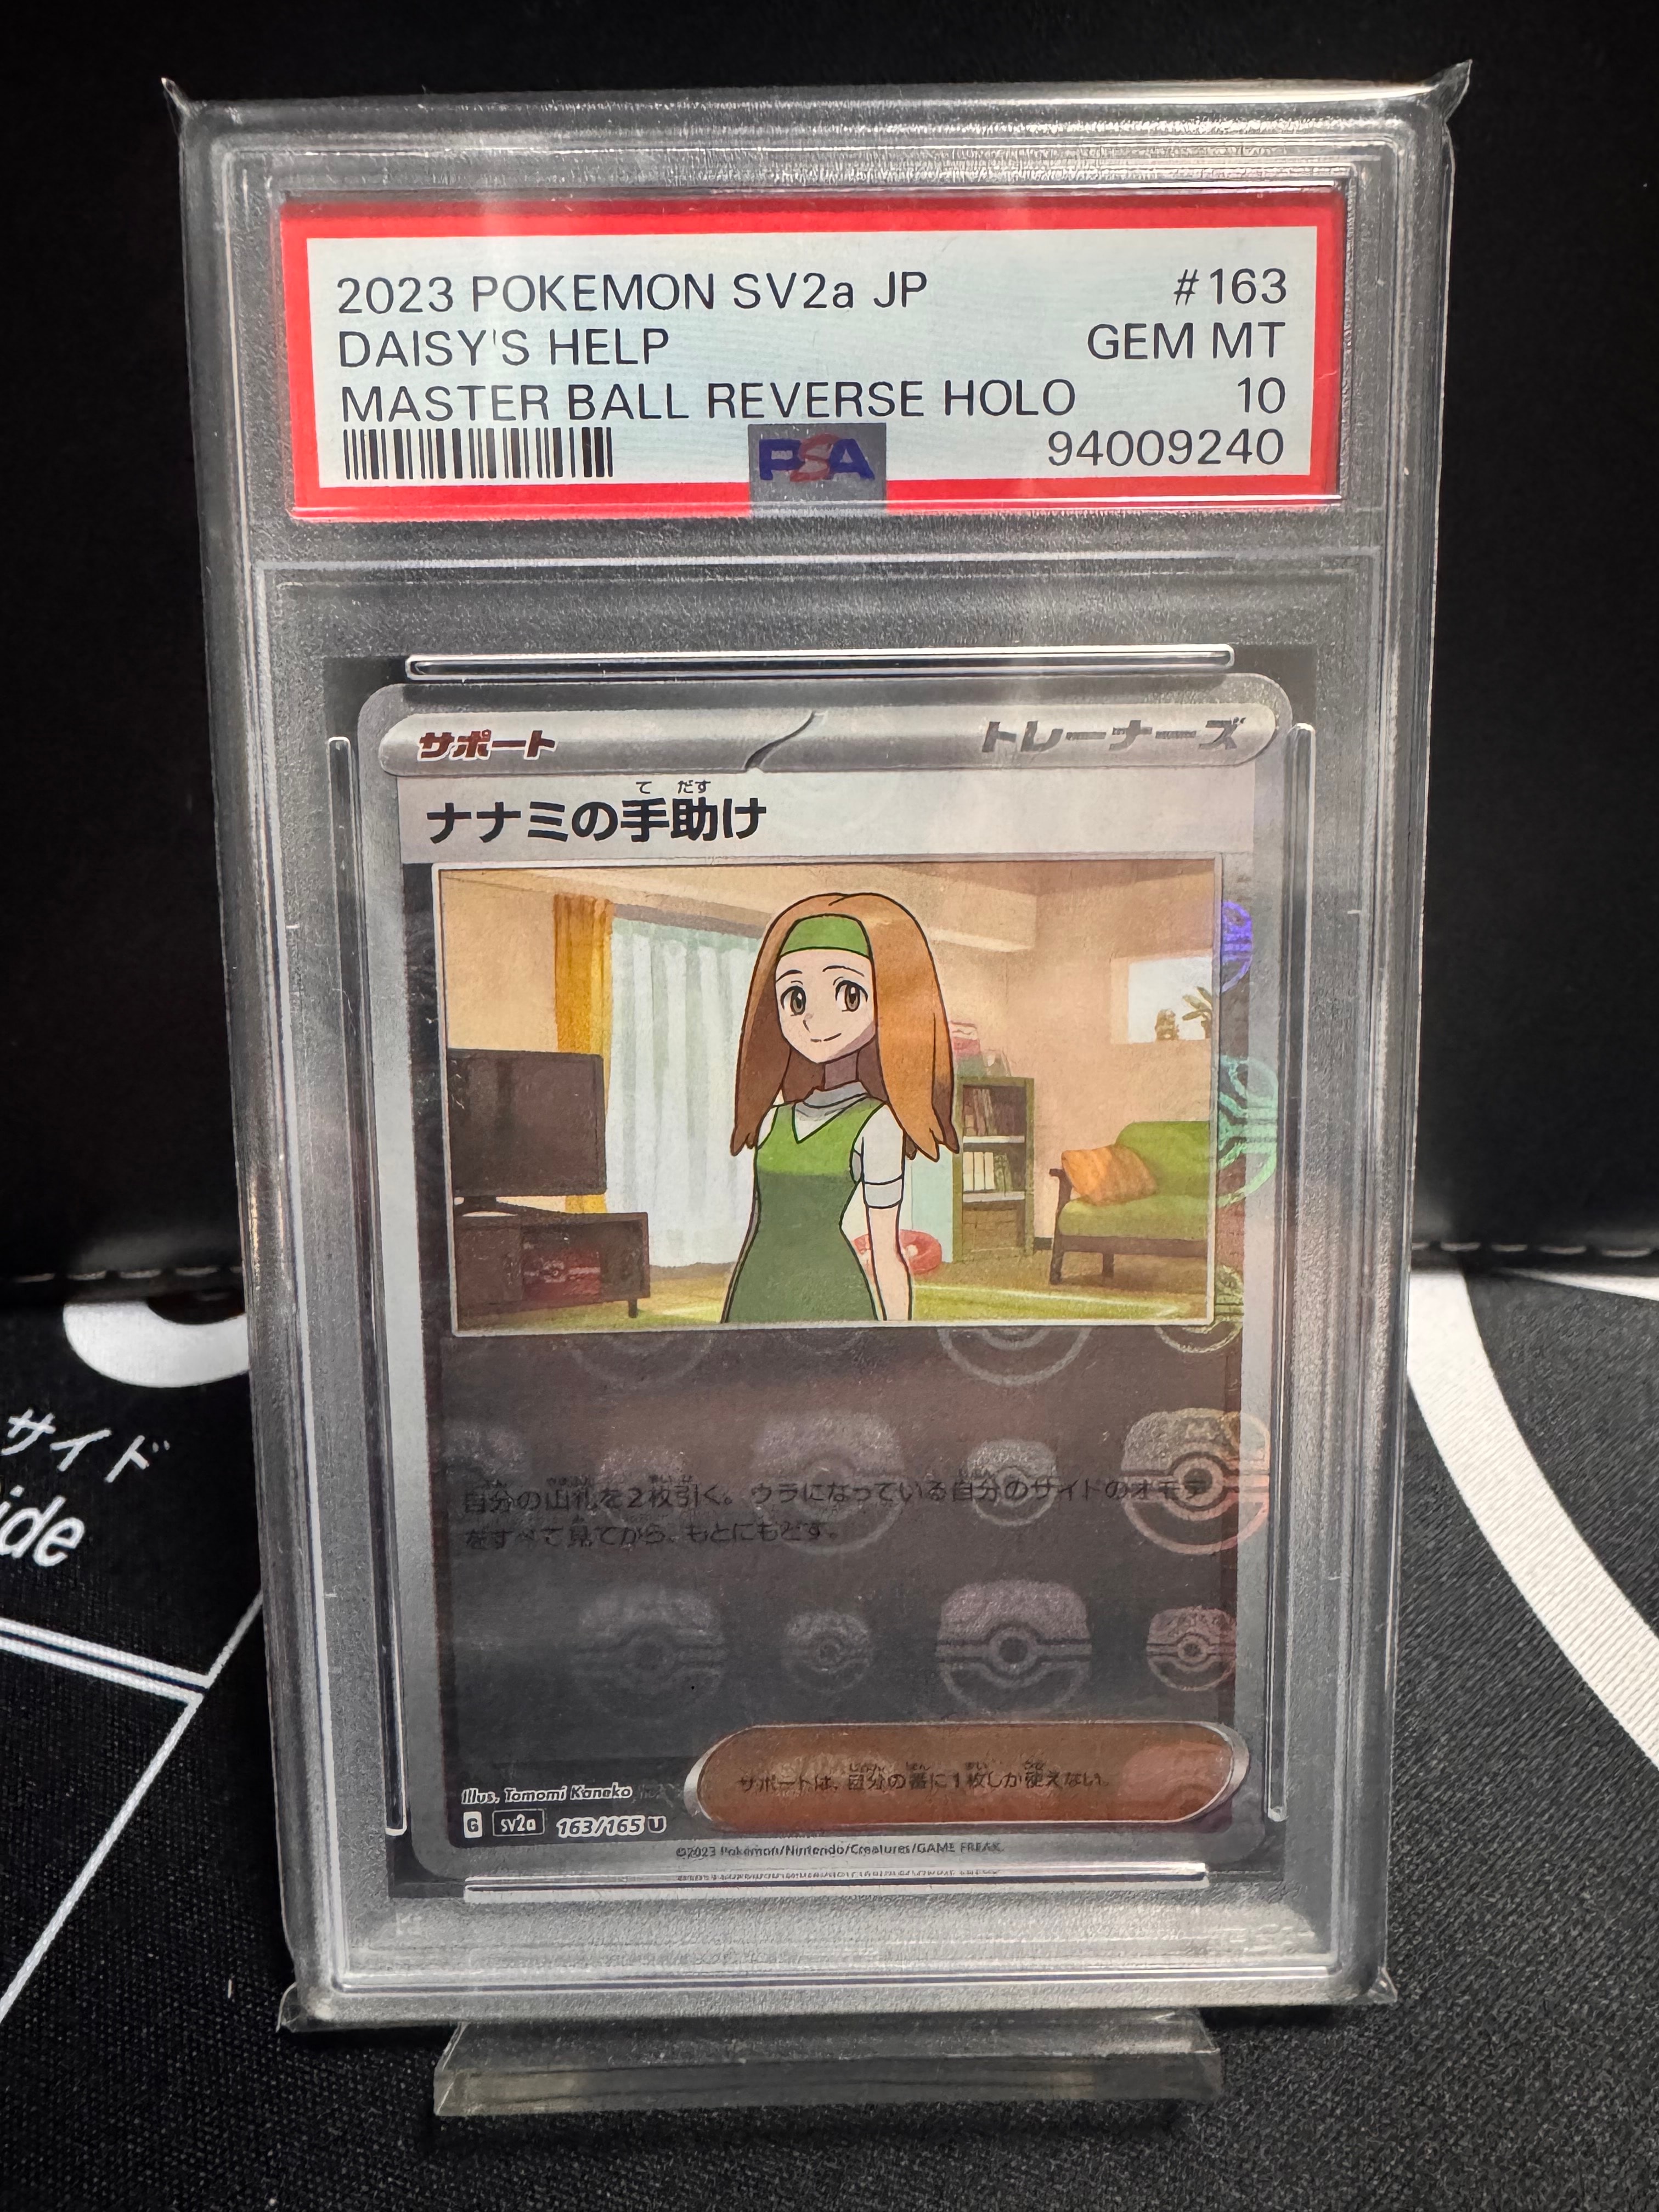 2023 POKEMON SV2a JP #163
DAISY'S HELP GEM MT
MASTER BALL REVERSE HOLO 10
PSA 94009240
サポート トレーナーズ
て だす
ナナミの手助け
サイド
ide
自分の山札を2枚引く。ウラになっている自分のサイドのオモテ
をすべて見てから、もとにもどす。
サポートは、自分の番に1枚しか使えない。
Illus. Tomomi Kaneko
G sv2a 163/165 U
©2023 Pokémon/Nintendo/Creatures/GAME FREAK.